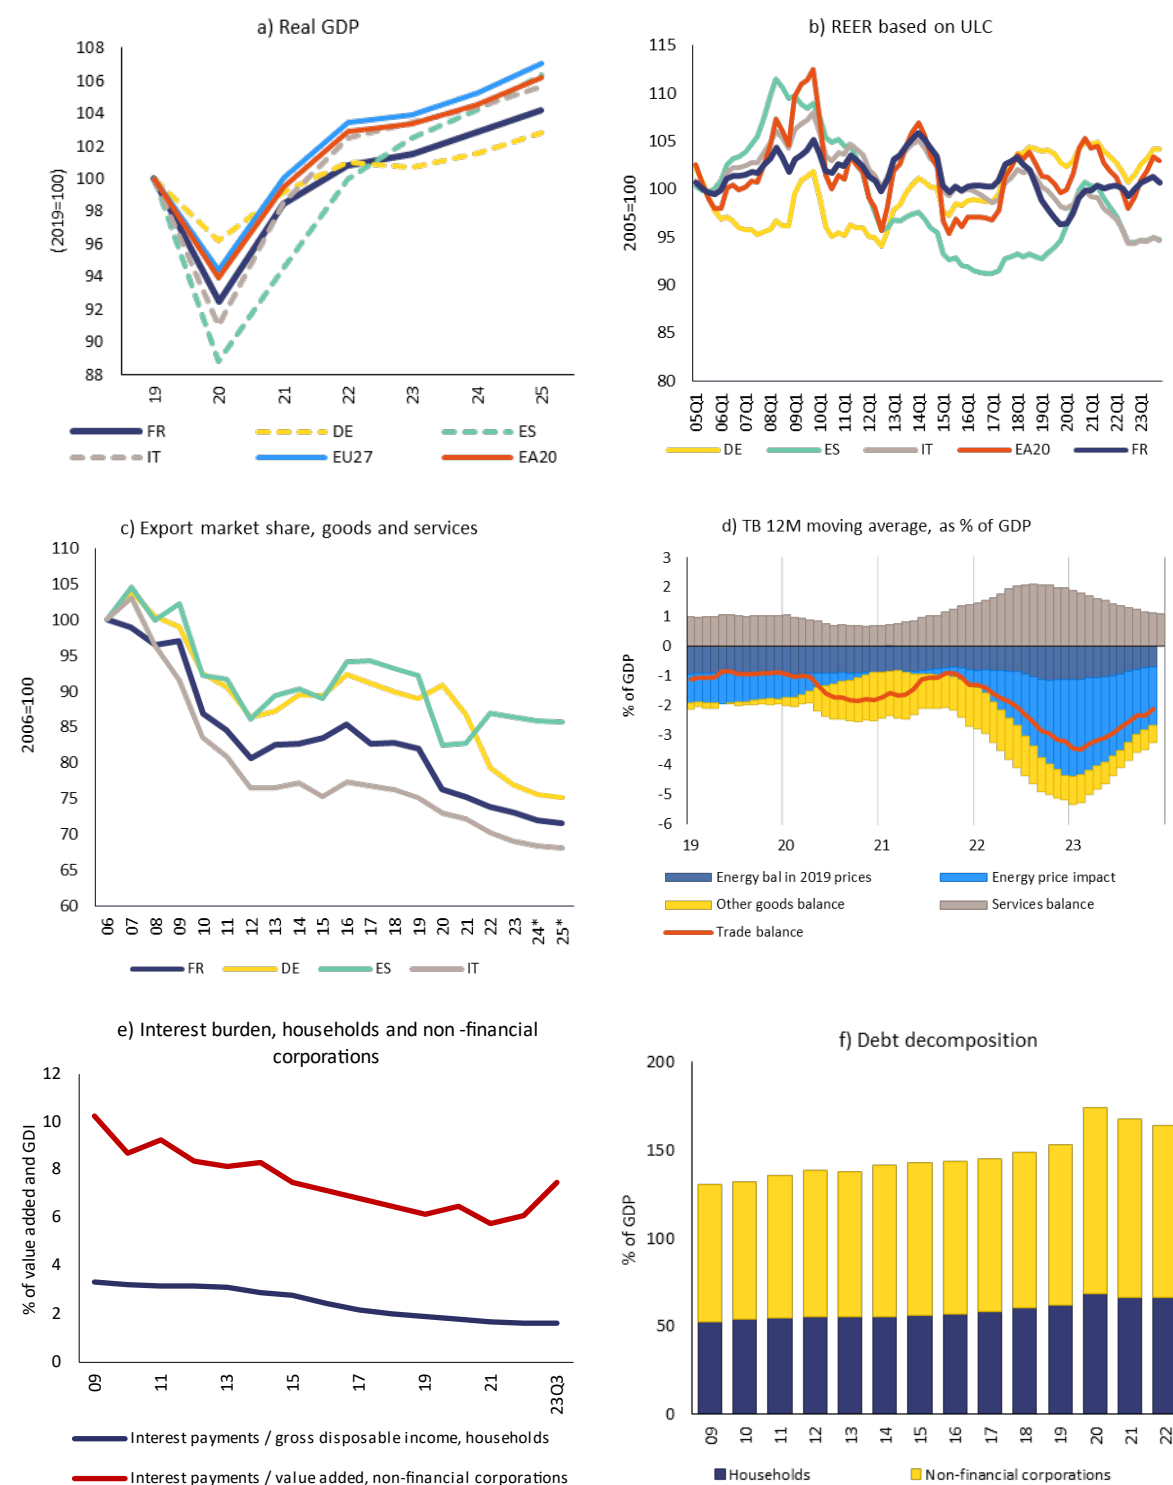 a) Real GDP
(2019=100)
108
106
104
102
100
98
96
94
92
90
88
19 20 21 22 23 24 25
FR DE ES
IT EU27 EA20
b) REER based on ULC
2005=100
115
110
105
100
95
90
85
80
05Q1 06Q1 07Q1 08Q1 09Q1 10Q1 11Q1 12Q1 13Q1 14Q1 15Q1 16Q1 17Q1 18Q1 19Q1 20Q1 21Q1 22Q1 23Q1
DE ES IT EA20 FR
c) Export market share, goods and services
2006=100
110
105
100
95
90
85
80
75
70
65
60
06 07 08 09 10 11 12 13 14 15 16 17 18 19 20 21 22 23 24* 25*
FR DE ES IT
d) TB 12M moving average, as % of GDP
% of GDP
3
2
1
0
-1
-2
-3
-4
-5
-6
19 20 21 22 23
Energy bal in 2019 prices Energy price impact
Other goods balance Services balance
Trade balance
e) Interest burden, households and non -financial
corporations
% of value added and GDI
12
10
8
6
4
2
0
09 11 13 15 17 19 21 23Q3
Interest payments / gross disposable income, households
Interest payments / value added, non-financial corporations
f) Debt decomposition
% of GDP
200
150
100
50
0
09 10 11 12 13 14 15 16 17 18 19 20 21 22
Households Non-financial corporations